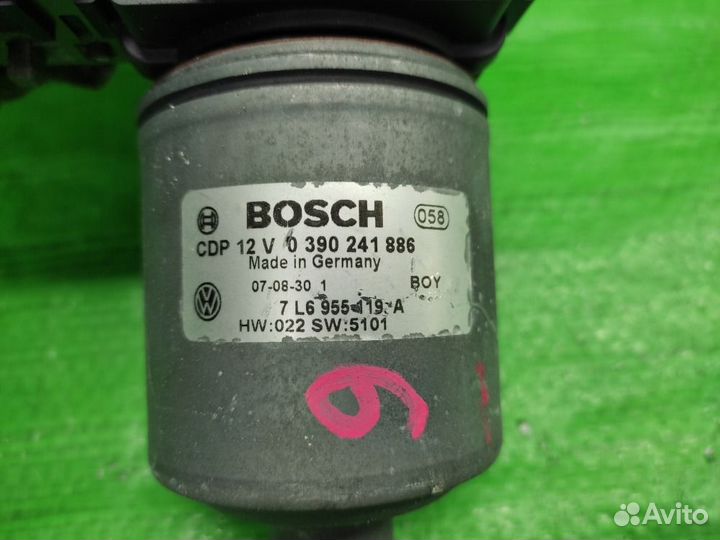 BOSCH 058
CDP 12 V 0 390 241 886
Made in Germany
07-08-30 1 BOY
7 L6 955 119 A
HW:022 SW:5101
6
Avito